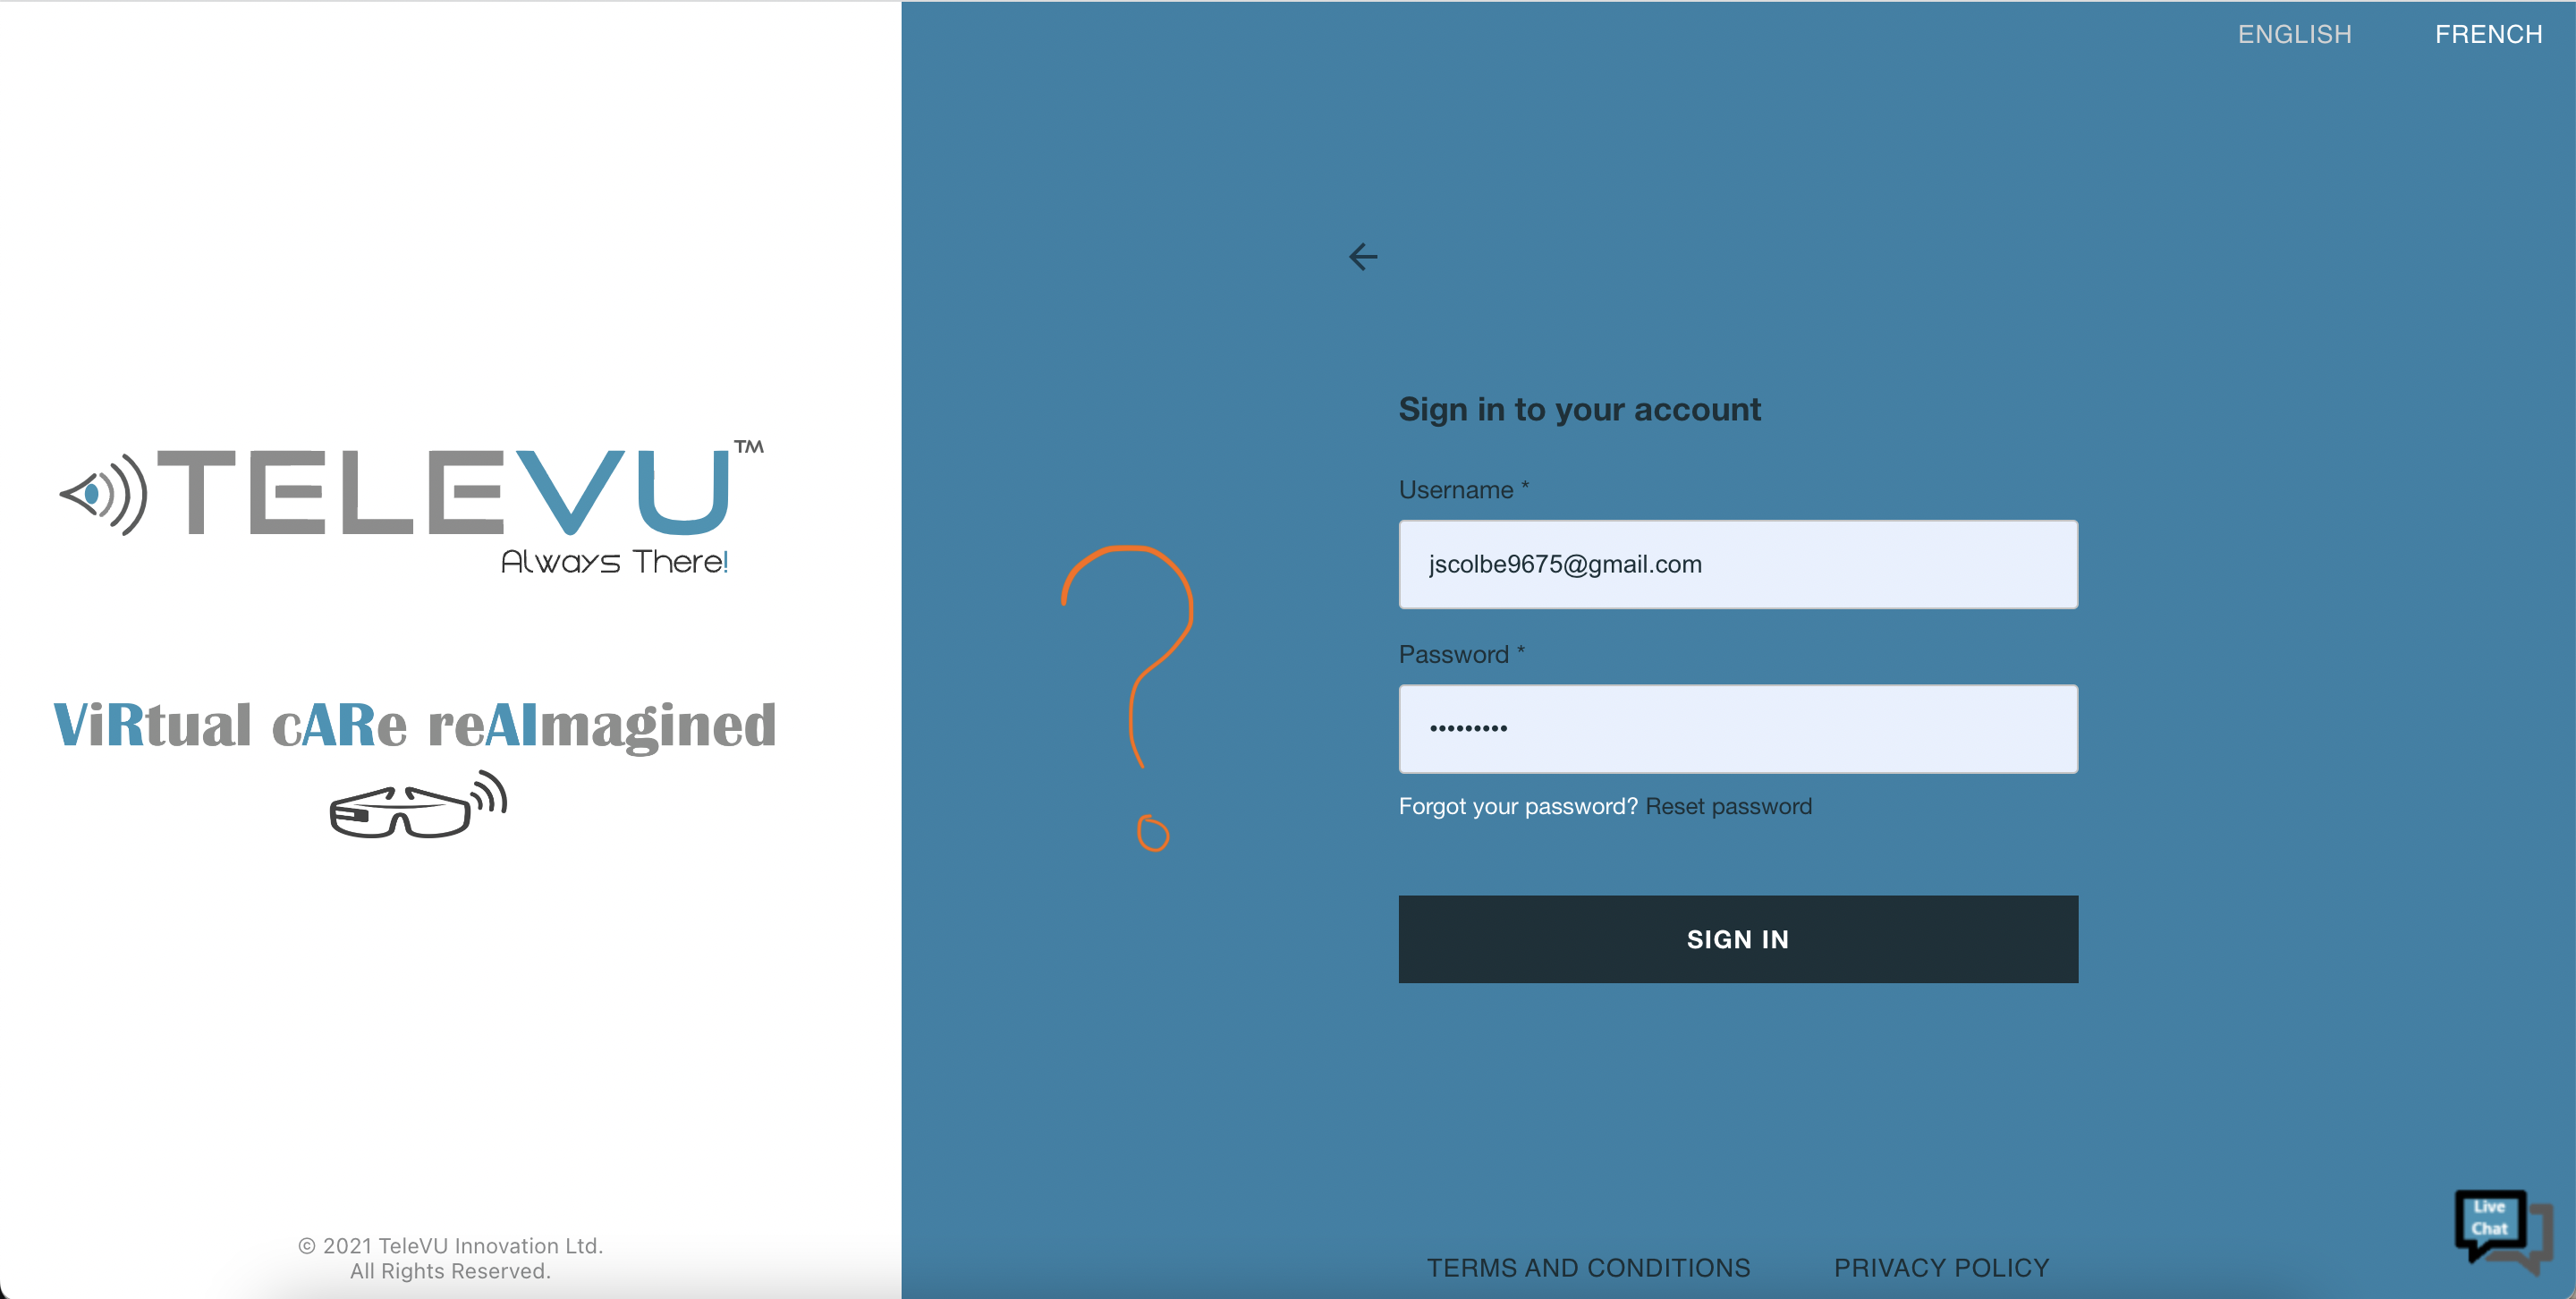 ENGLISH FRENCH
TELEVU™
Always There!
ViRtual cARe reAImagined
© 2021 TeleVU Innovation Ltd.
All Rights Reserved.
Sign in to your account
Username *
jscolbe9675@gmail.com
Password *
•••••••••
Forgot your password? Reset password
SIGN IN
?
TERMS AND CONDITIONS PRIVACY POLICY
Live
Chat